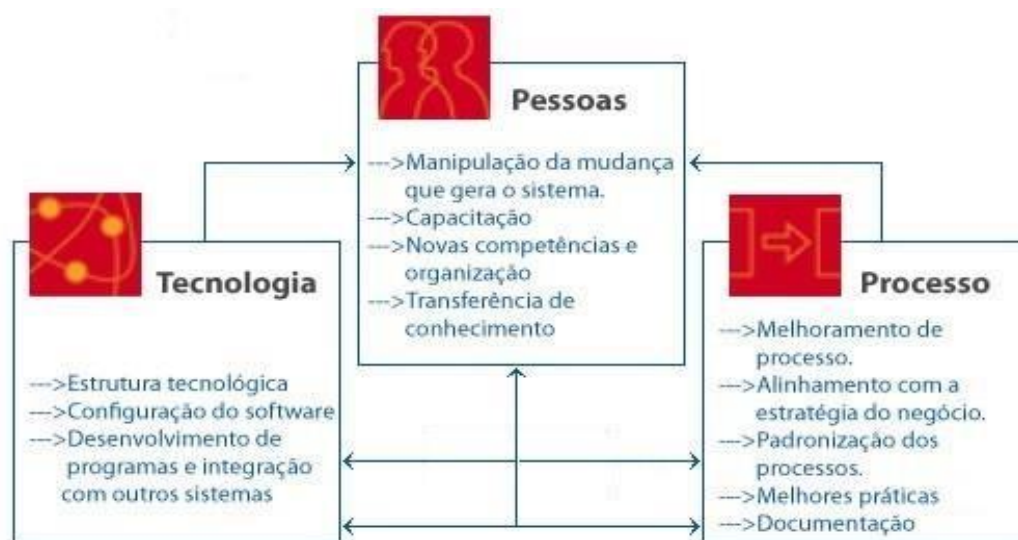 Pessoas
--->Manipulação da mudança
que gera o sistema.
--->Capacitação
--->Novas competências e
organização
--->Transferência de
conhecimento
Tecnologia
--->Estrutura tecnológica
--->Configuração do software
--->Desenvolvimento de
programas e integração
com outros sistemas
Processo
--->Melhoramento de
processo.
--->Alinhamento com a
estratégia do negócio.
--->Padronização dos
processos.
--->Melhores práticas
--->Documentação